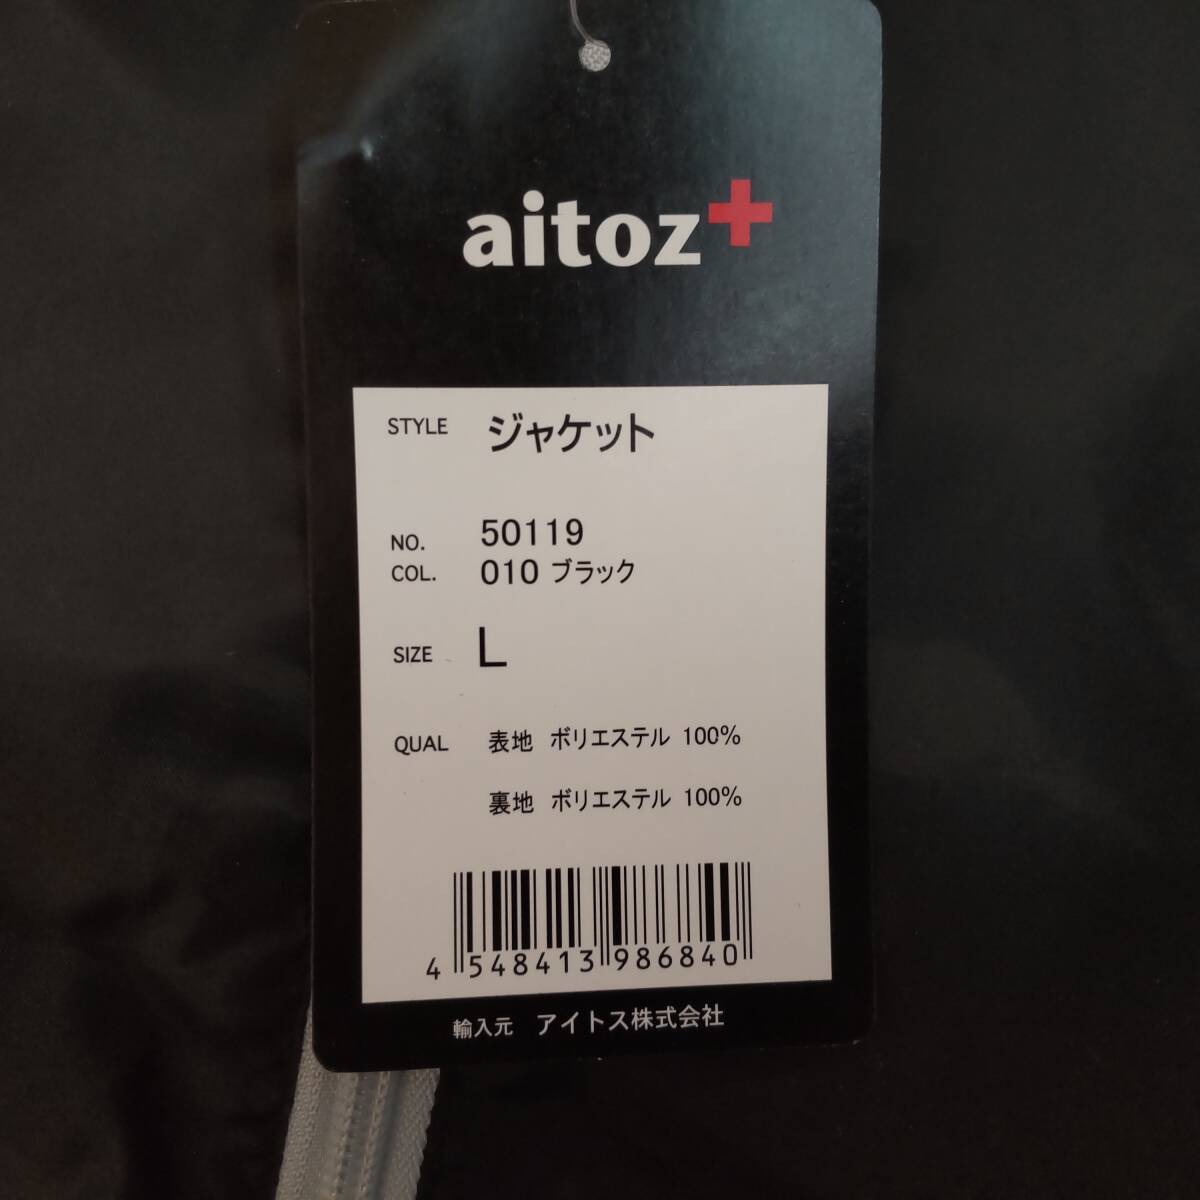 aitoz
STYLE ジャケット
NO. 50119
COL. 010 ブラック
SIZE L
QUAL 表地 ポリエステル 100%
裏地 ポリエステル 100%
4 548413 986840
輸入元 アイトス株式会社